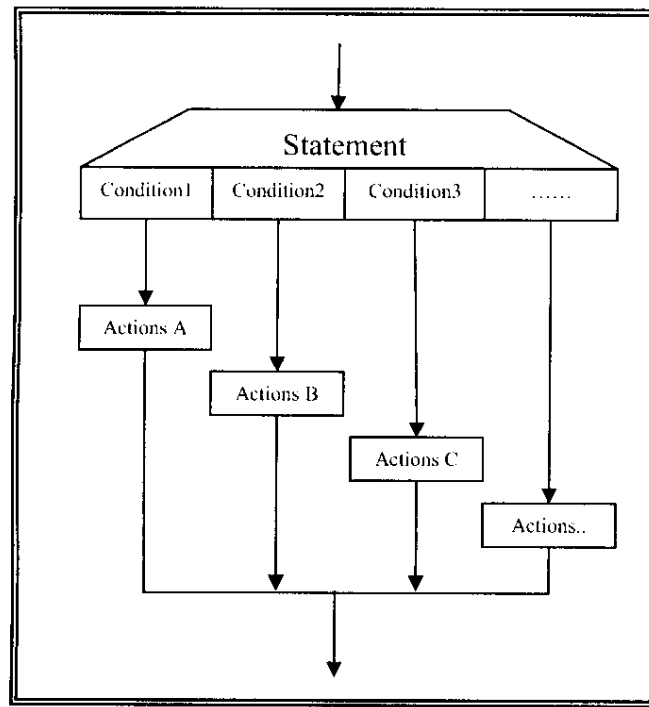 Statement
Condition1 Condition2 Condition3 ......
Actions A
Actions B
Actions C
Actions..